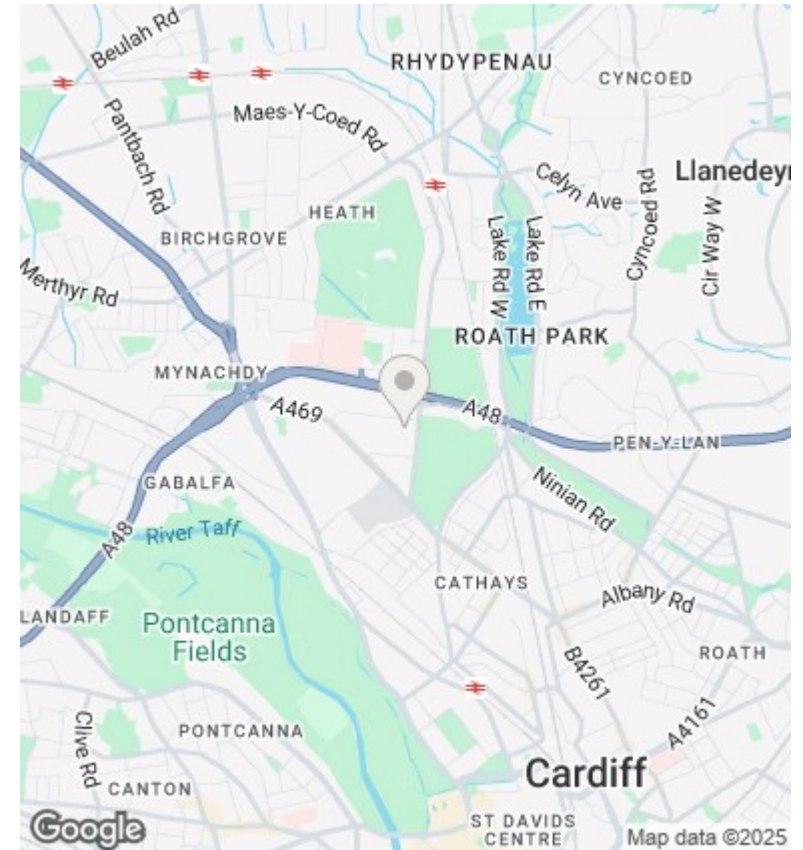 Beulah Rd
RHYDYPENAU
CYNCOED
Pantbach Rd
Maes-Y-Coed Rd
Celyn Ave
Llanedeyr
HEATH
Cyncoed Rd
Cir Way W
BIRCHGROVE
Lake Rd W
Lake Rd E
Merthyr Rd
ROATH PARK
MYNACHDY
A469
A48
PEN-Y-LAN
GABALFA
Ninian Rd
A48
River Taff
CATHAYS
Albany Rd
LANDAFF
Pontcanna
Fields
B4261
ROATH
A4161
Clive Rd
PONTCANNA
CANTON
Cardiff
ST DAVIDS
CENTRE
Google
Map data ©2025